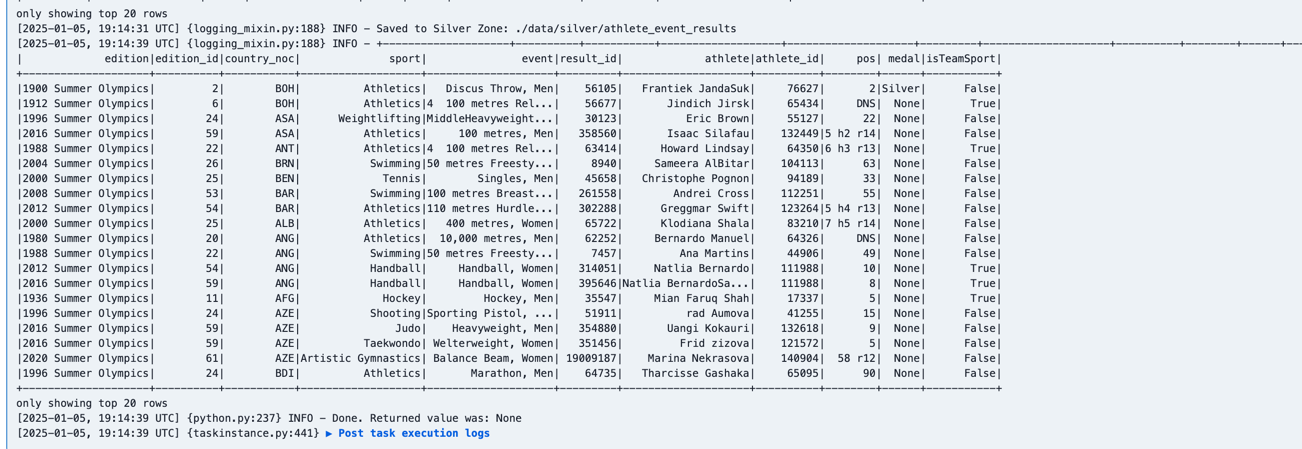 only showing top 20 rows
[2025-01-05, 19:14:31 UTC] {logging_mixin.py:188} INFO - Saved to Silver Zone: ./data/silver/athlete_event_results
[2025-01-05, 19:14:39 UTC] {logging_mixin.py:188} INFO - +--------------------+----------+-----------+-------------------+--------------------+---------+--------------------+----------+--------+------+-----------+
| edition|edition_id|country_noc| sport| event|result_id| athlete|athlete_id| pos| medal|isTeamSport|
+--------------------+----------+-----------+-------------------+--------------------+---------+--------------------+----------+--------+------+-----------+
|1900 Summer Olympics| 2| BOH| Athletics| Discus Throw, Men| 56105| Frantiek JandaSuk| 76627| 2|Silver| False|
|1912 Summer Olympics| 6| BOH| Athletics|4 100 metres Rel...| 56677| Jindich Jirsk| 65434| DNS| None| True|
|1996 Summer Olympics| 24| ASA| Weightlifting|MiddleHeavyweight...| 30123| Eric Brown| 55127| 22| None| False|
|2016 Summer Olympics| 59| ASA| Athletics| 100 metres, Men| 358560| Isaac Silafau| 132449|5 h2 r14| None| False|
|1988 Summer Olympics| 22| ANT| Athletics|4 100 metres Rel...| 63414| Howard Lindsay| 64350|6 h3 r13| None| True|
|2004 Summer Olympics| 26| BRN| Swimming|50 metres Freesty...| 8940| Sameera AlBitar| 104113| 63| None| False|
|2000 Summer Olympics| 25| BEN| Tennis| Singles, Men| 45658| Christophe Pognon| 94189| 33| None| False|
|2008 Summer Olympics| 53| BAR| Swimming|100 metres Breast...| 261558| Andrei Cross| 112251| 55| None| False|
|2012 Summer Olympics| 54| BAR| Athletics|110 metres Hurdle...| 302288| Greggmar Swift| 123264|5 h4 r13| None| False|
|2000 Summer Olympics| 25| ALB| Athletics| 400 metres, Women| 65722| Klodiana Shala| 83210|7 h5 r14| None| False|
|1980 Summer Olympics| 20| ANG| Athletics| 10,000 metres, Men| 62252| Bernardo Manuel| 64326| DNS| None| False|
|1988 Summer Olympics| 22| ANG| Swimming|50 metres Freesty...| 7457| Ana Martins| 44906| 49| None| False|
|2012 Summer Olympics| 54| ANG| Handball| Handball, Women| 314051| Natlia Bernardo| 111988| 10| None| True|
|2016 Summer Olympics| 59| ANG| Handball| Handball, Women| 395646|Natlia BernardoSa...| 111988| 8| None| True|
|1936 Summer Olympics| 11| AFG| Hockey| Hockey, Men| 35547| Mian Faruq Shah| 17337| 5| None| True|
|1996 Summer Olympics| 24| AZE| Shooting|Sporting Pistol, ...| 51911| rad Aumova| 41255| 15| None| False|
|2016 Summer Olympics| 59| AZE| Judo| Heavyweight, Men| 354880| Uangi Kokauri| 132618| 9| None| False|
|2016 Summer Olympics| 59| AZE| Taekwondo| Welterweight, Women| 351456| Frid zizova| 121572| 5| None| False|
|2020 Summer Olympics| 61| AZE|Artistic Gymnastics| Balance Beam, Women| 19009187| Marina Nekrasova| 140904| 58 r12| None| False|
|1996 Summer Olympics| 24| BDI| Athletics| Marathon, Men| 64735| Tharcisse Gashaka| 65095| 90| None| False|
+--------------------+----------+-----------+-------------------+--------------------+---------+--------------------+----------+--------+------+-----------+
only showing top 20 rows
[2025-01-05, 19:14:39 UTC] {python.py:237} INFO - Done. Returned value was: None
[2025-01-05, 19:14:39 UTC] {taskinstance.py:441} ▶ Post task execution logs